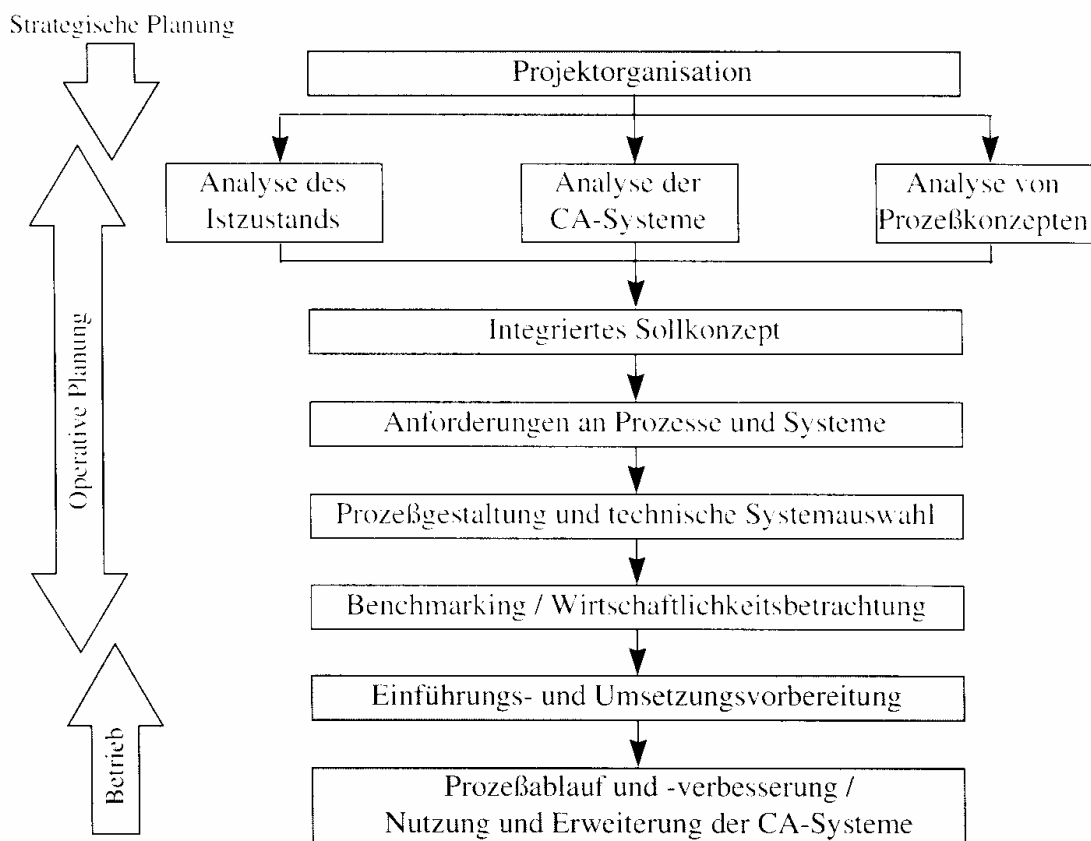 Strategische Planung
Projektorganisation
Analyse des
Istzustands
Analyse der
CA-Systeme
Analyse von
Prozeßkonzepten
Integriertes Sollkonzept
Anforderungen an Prozesse und Systeme
Operative Planung
Prozeßgestaltung und technische Systemauswahl
Benchmarking / Wirtschaftlichkeitsbetrachtung
Einführungs- und Umsetzungsvorbereitung
Betrieb
Prozeßablauf und -verbesserung /
Nutzung und Erweiterung der CA-Systeme